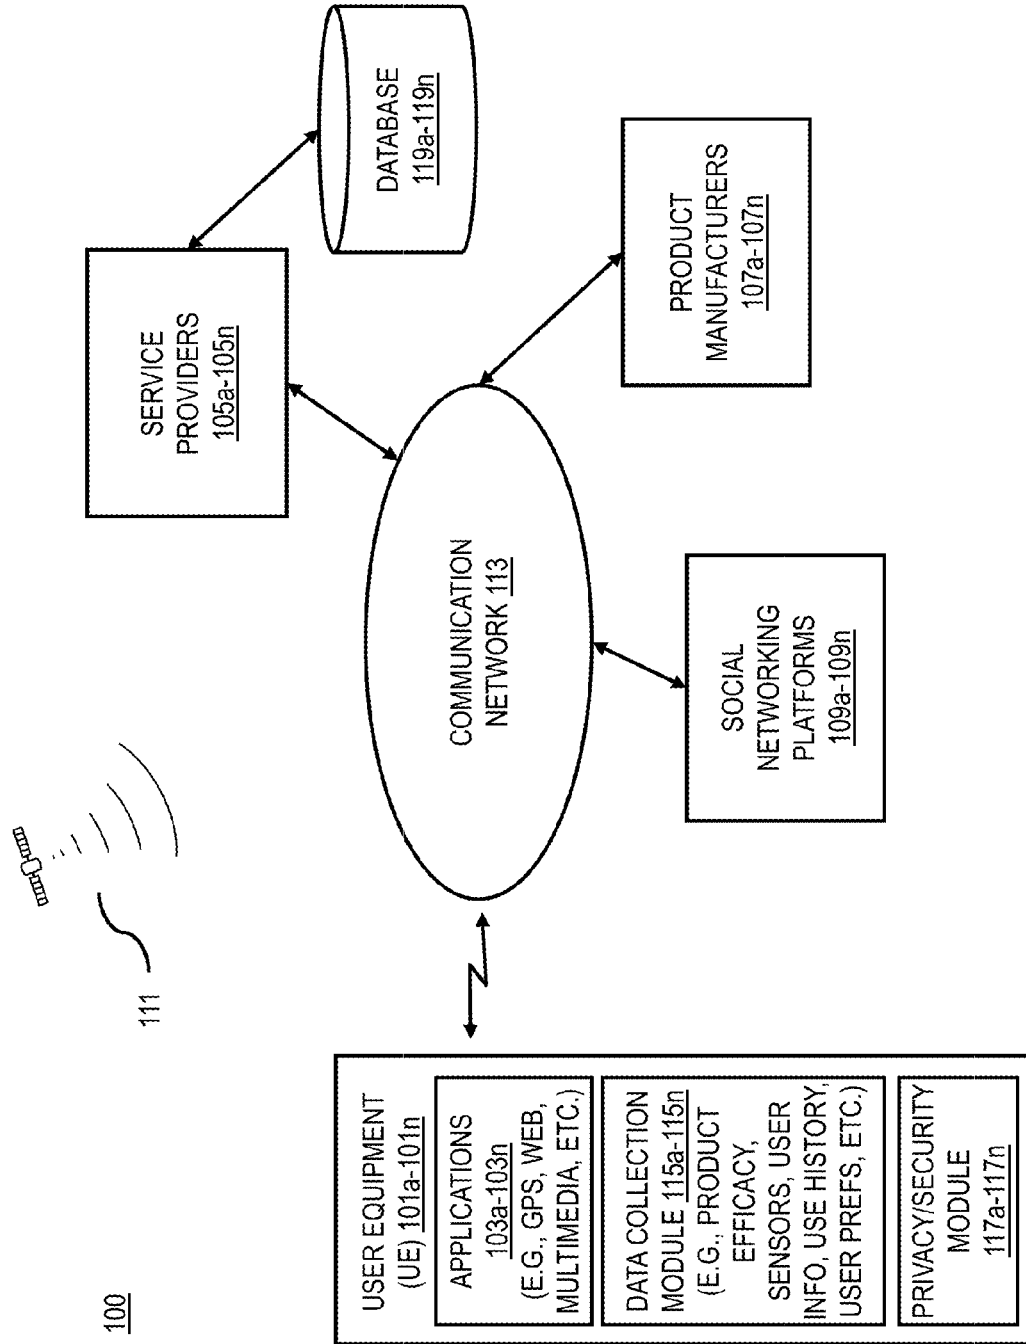 100
111
USER EQUIPMENT
(UE) 101a-101n
APPLICATIONS
103a-103n
(E.G., GPS, WEB,
MULTIMEDIA, ETC.)
DATA COLLECTION
MODULE 115a-115n
(E.G., PRODUCT
EFFICACY,
SENSORS, USER
INFO, USE HISTORY,
USER PREFS, ETC.)
PRIVACY/SECURITY
MODULE
117a-117n
COMMUNICATION
NETWORK 113
SERVICE
PROVIDERS
105a-105n
DATABASE
119a-119n
SOCIAL
NETWORKING
PLATFORMS
109a-109n
PRODUCT
MANUFACTURERS
107a-107n